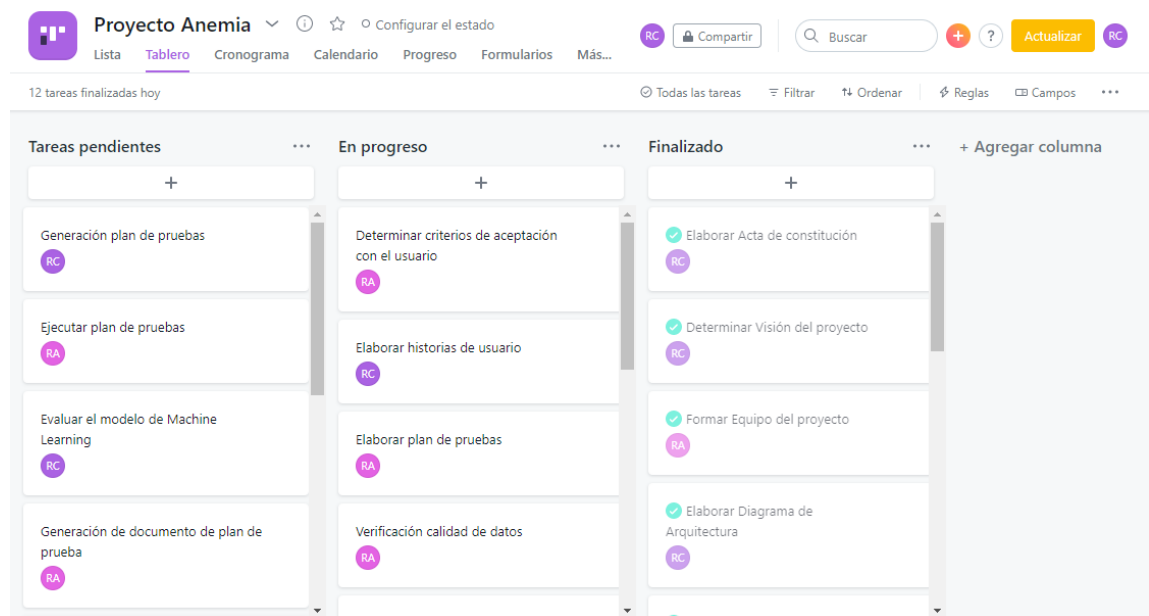 Proyecto Anemia
Configurar el estado
RC
Compartir
Buscar
+
?
Actualizar
RC
Lista
Tablero
Cronograma
Calendario
Progreso
Formularios
Más...
12 tareas finalizadas hoy
Todas las tareas
Filtrar
Ordenar
Reglas
Campos
...
Tareas pendientes
...
+
Generación plan de pruebas
RC
Ejecutar plan de pruebas
RA
Evaluar el modelo de Machine
Learning
RC
Generación de documento de plan de
prueba
RA
En progreso
...
+
Determinar criterios de aceptación
con el usuario
RA
Elaborar historias de usuario
RC
Elaborar plan de pruebas
RA
Verificación calidad de datos
RA
Finalizado
...
+
Elaborar Acta de constitución
RC
Determinar Visión del proyecto
RC
Formar Equipo del proyecto
RA
Elaborar Diagrama de
Arquitectura
RC
+ Agregar columna